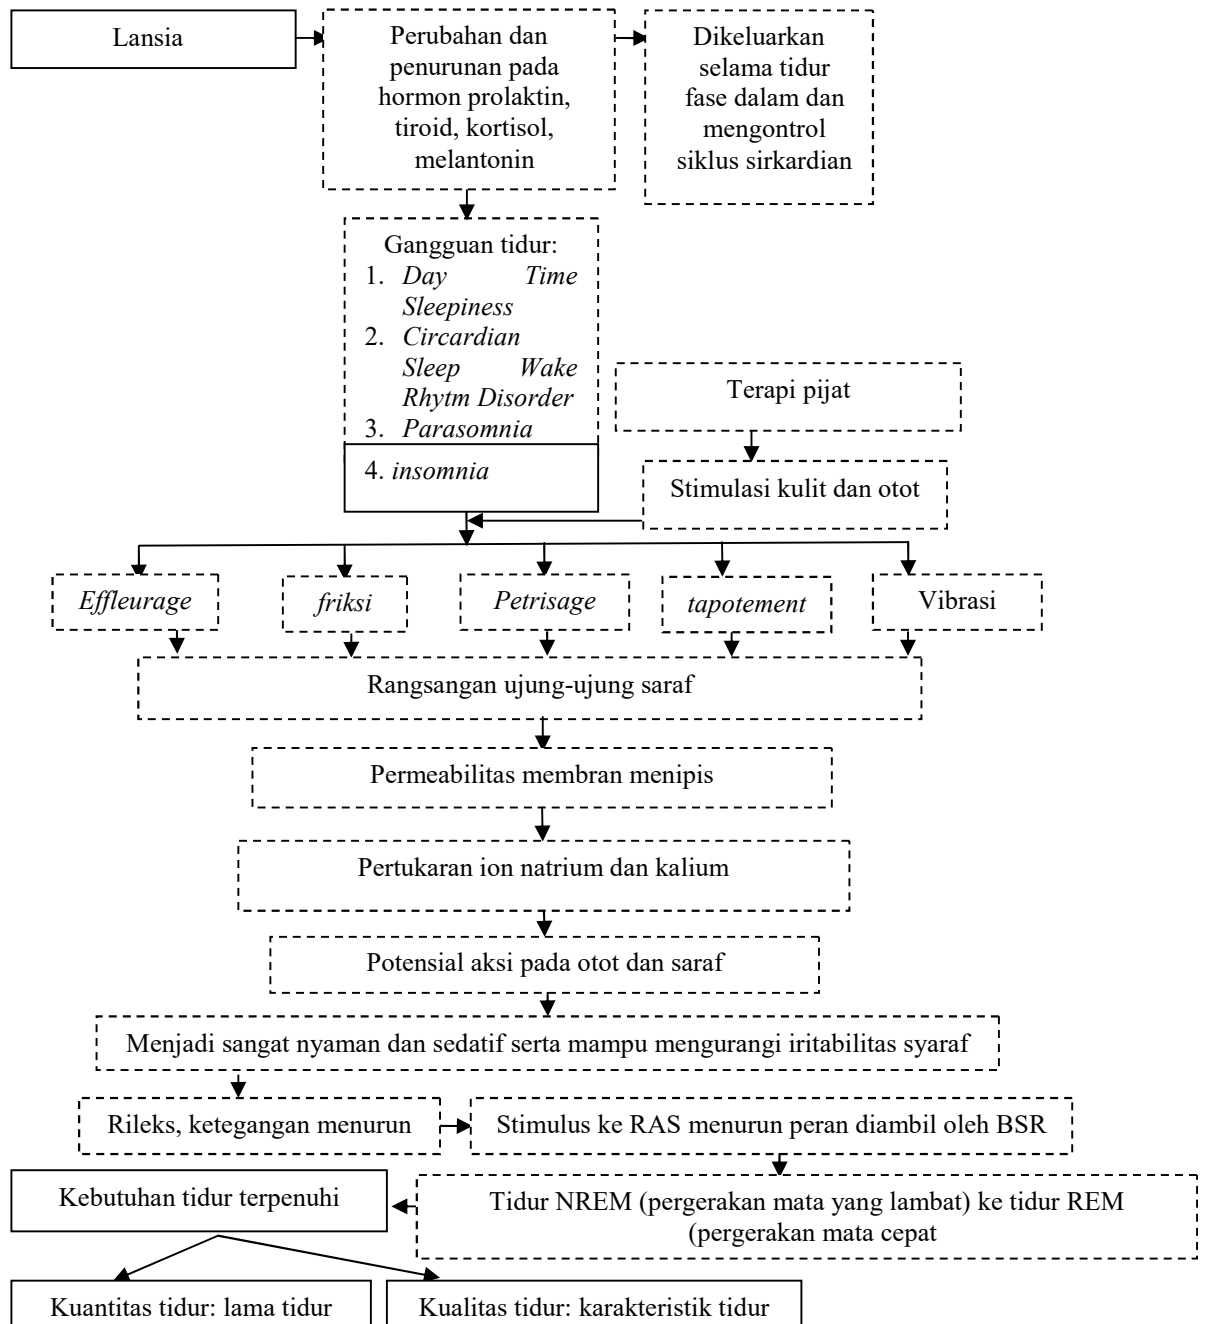 Lansia
Perubahan dan
penurunan pada
hormon prolaktin,
tiroid, kortisol,
melantonin
Dikeluarkan
selama tidur
fase dalam dan
mengontrol
siklus sirkardian
Gangguan tidur:
1. Day Time
Sleepiness
2. Circardian
Sleep Wake
Rhytm Disorder
3. Parasomnia
4. insomnia
Terapi pijat
Stimulasi kulit dan otot
Effleurage
friksi
Petrisage
tapotement
Vibrasi
Rangsangan ujung-ujung saraf
Permeabilitas membran menipis
Pertukaran ion natrium dan kalium
Potensial aksi pada otot dan saraf
Menjadi sangat nyaman dan sedatif serta mampu mengurangi iritabilitas syaraf
Rileks, ketegangan menurun
Stimulus ke RAS menurun peran diambil oleh BSR
Kebutuhan tidur terpenuhi
Tidur NREM (pergerakan mata yang lambat) ke tidur REM
(pergerakan mata cepat
Kuantitas tidur: lama tidur
Kualitas tidur: karakteristik tidur